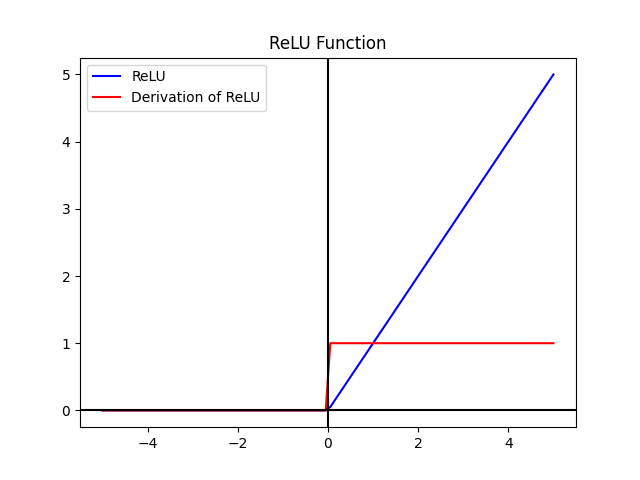 ReLU Function
ReLU
Derivation of ReLU
5
4
3
2
1
0
−4 −2 0 2 4